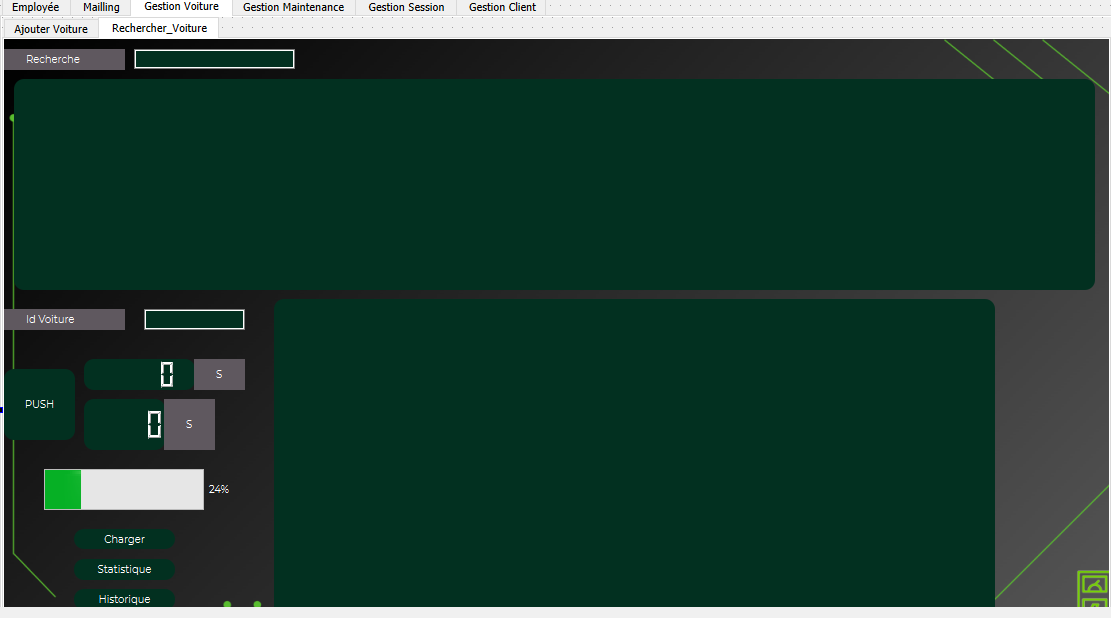 Employée Mailling Gestion Voiture Gestion Maintenance Gestion Session Gestion Client
Ajouter Voiture Rechercher_Voiture
Recherche
Id Voiture
0 S
PUSH
0 S
24%
Charger
Statistique
Historique